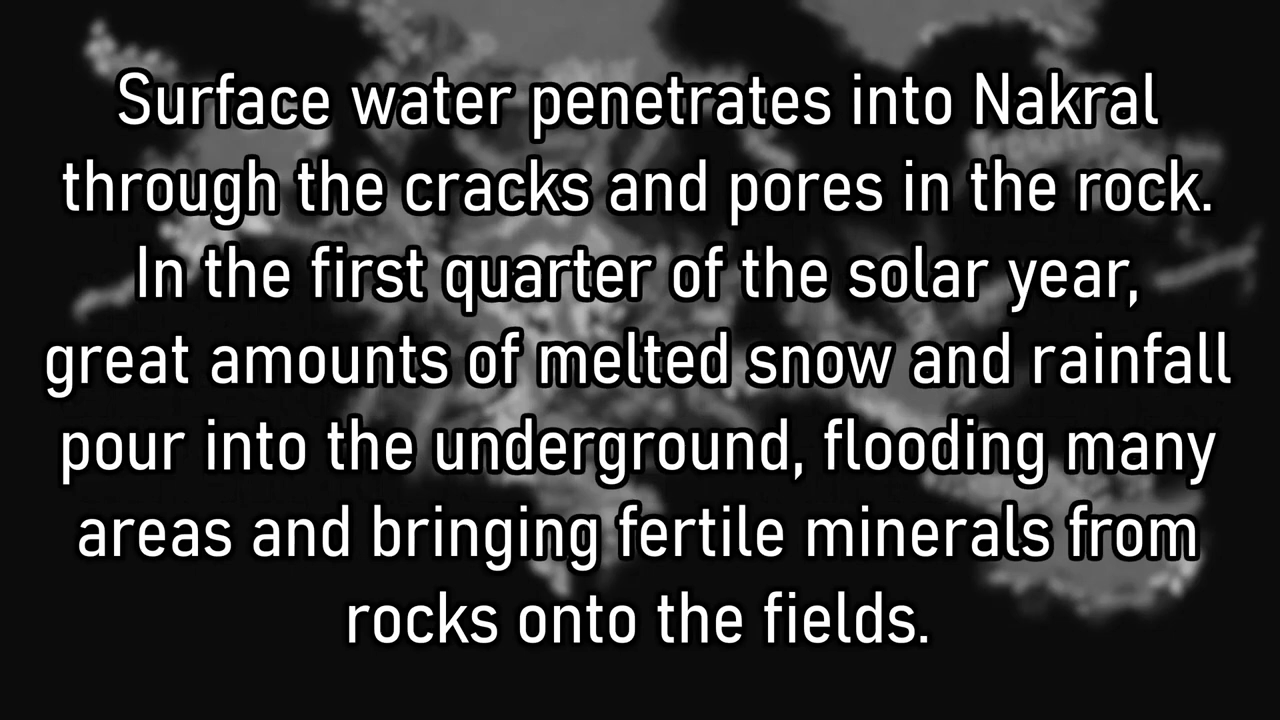 Surface water penetrates into Nakral
through the cracks and pores in the rock.
In the first quarter of the solar year,
great amounts of melted snow and rainfall
pour into the underground, flooding many
areas and bringing fertile minerals from
rocks onto the fields.